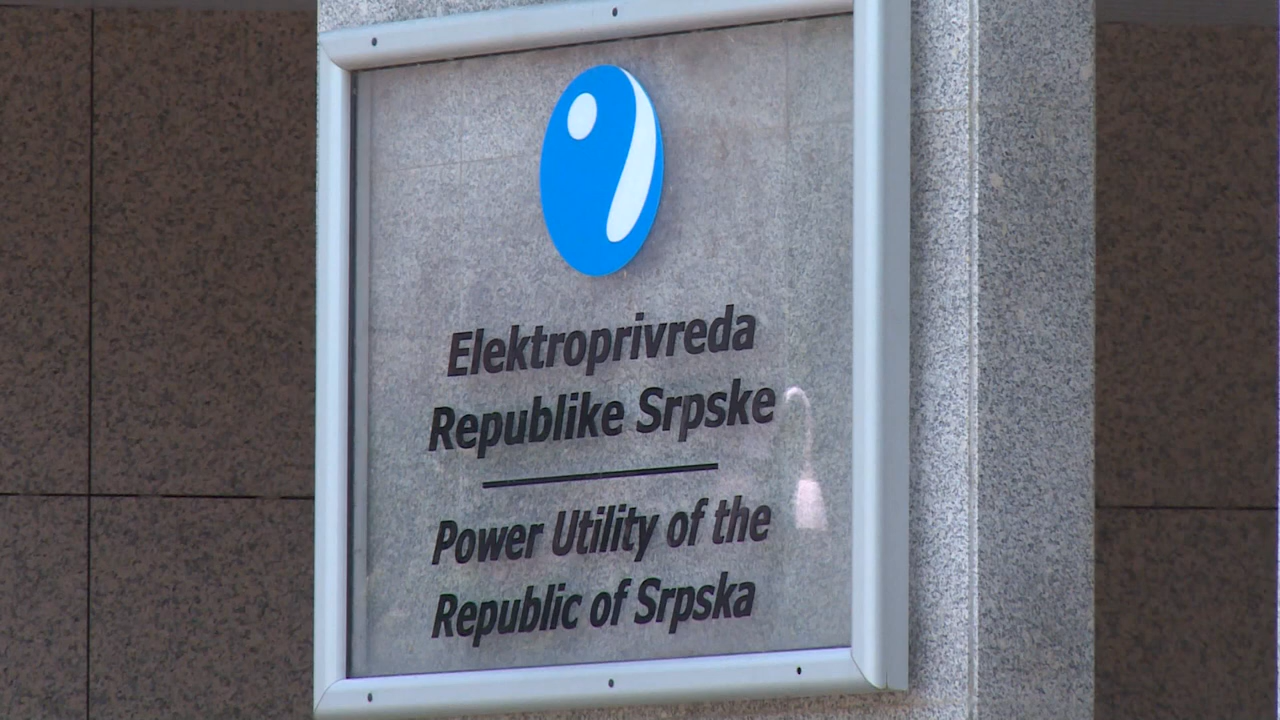 Elektroprivreda
Republike Srpske
Power Utility of the
Republic of Srpska